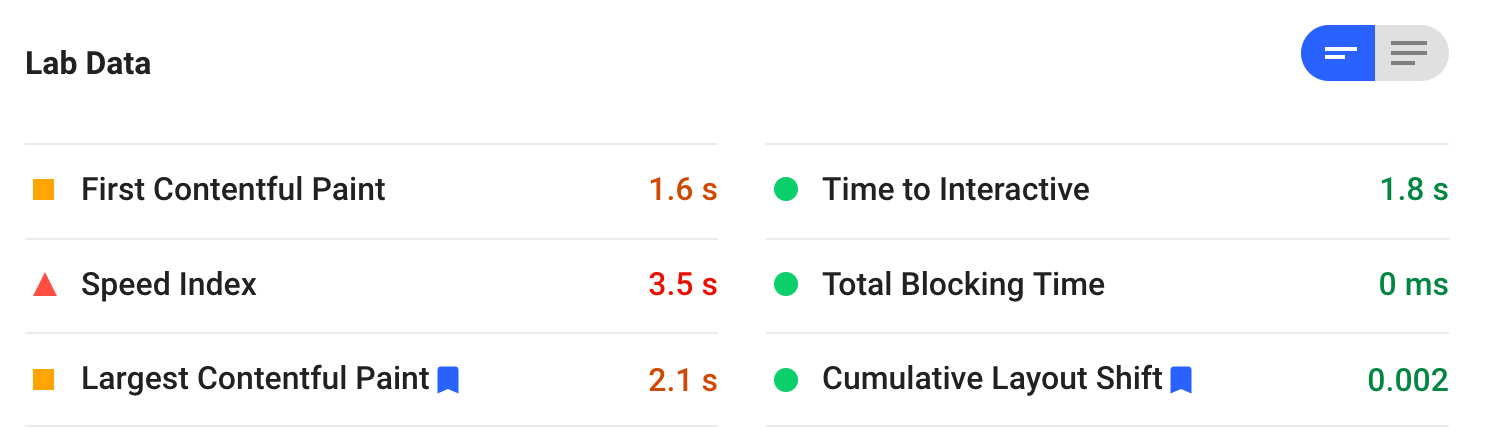 Lab Data
First Contentful Paint 1.6 s
Time to Interactive 1.8 s
Speed Index 3.5 s
Total Blocking Time 0 ms
Largest Contentful Paint 2.1 s
Cumulative Layout Shift 0.002